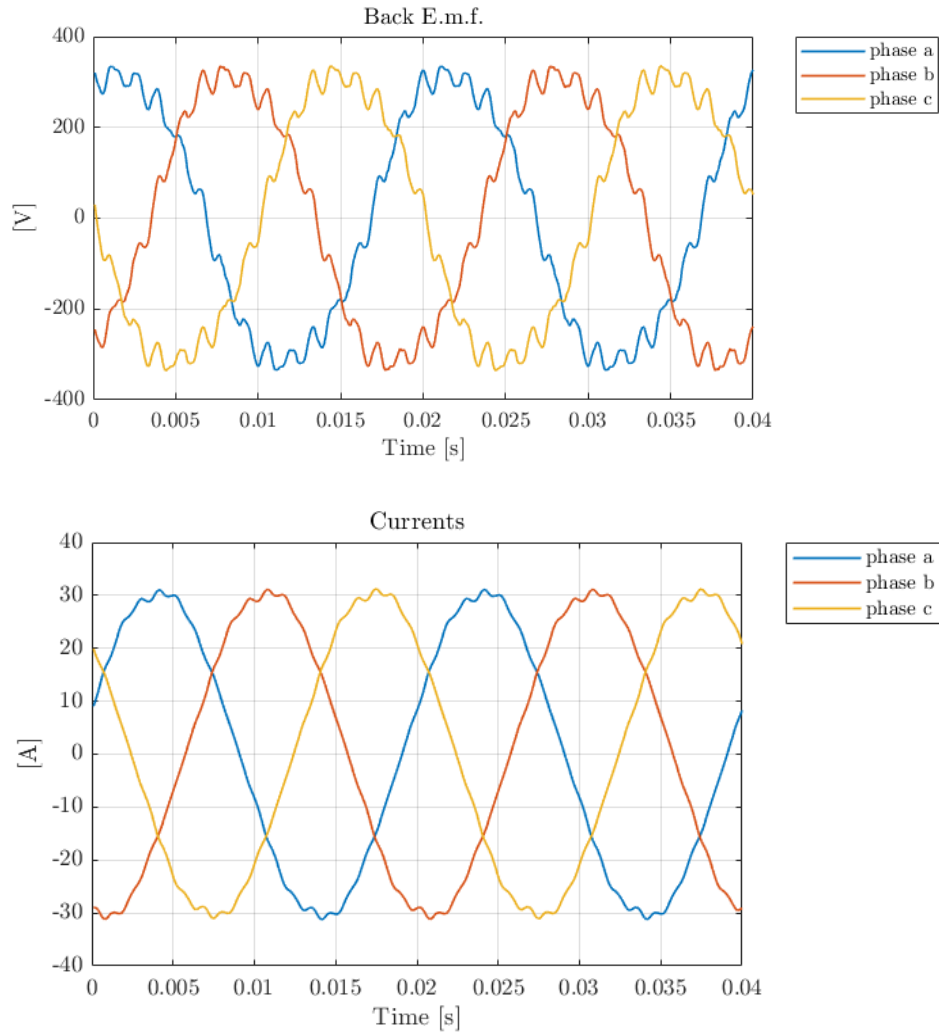 Back E.m.f.
400
200
0
-200
-400
[V]
0 0.005 0.01 0.015 0.02 0.025 0.03 0.035 0.04
Time [s]
phase a
phase b
phase c
Currents
40
30
20
10
0
-10
-20
-30
-40
[A]
0 0.005 0.01 0.015 0.02 0.025 0.03 0.035 0.04
Time [s]
phase a
phase b
phase c